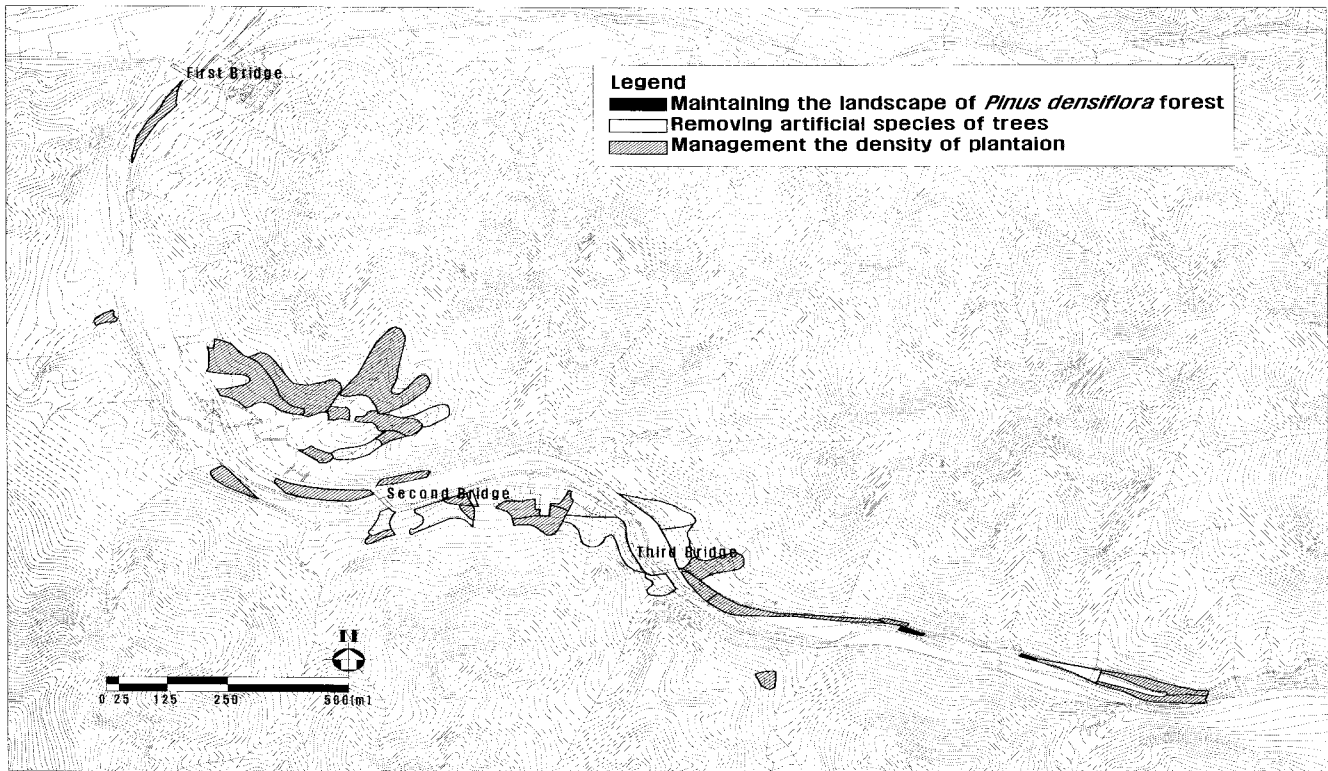 First Bridge
Legend
Maintaining the landscape of Pinus densiflora forest
Removing artificial species of trees
Management the density of plantaion
Second Bridge
Third Bridge
N
0 25 125 250 500(m)